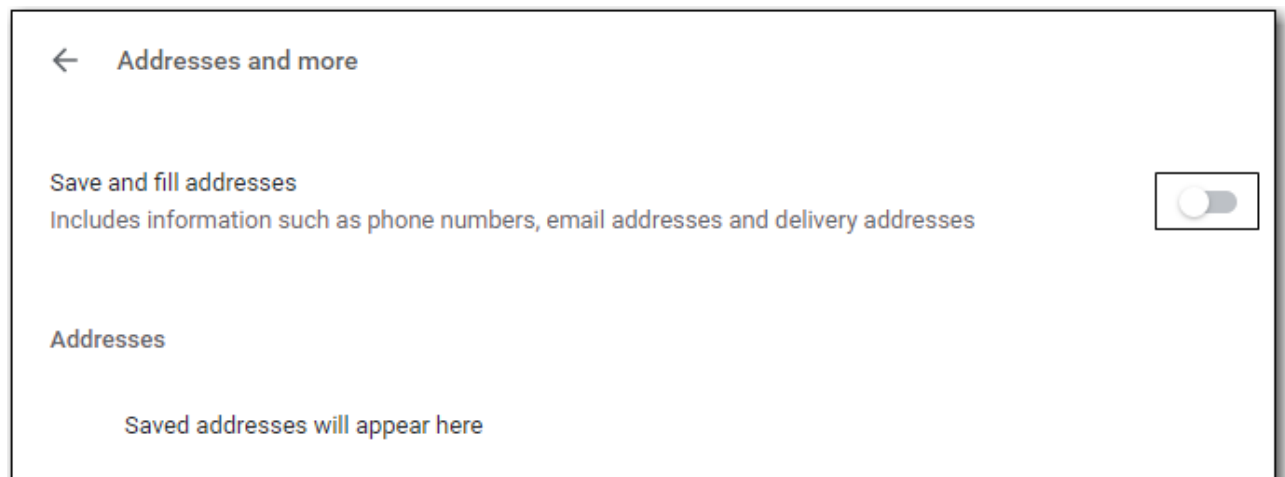 Addresses and more
Save and fill addresses
Includes information such as phone numbers, email addresses and delivery addresses
Addresses
Saved addresses will appear here